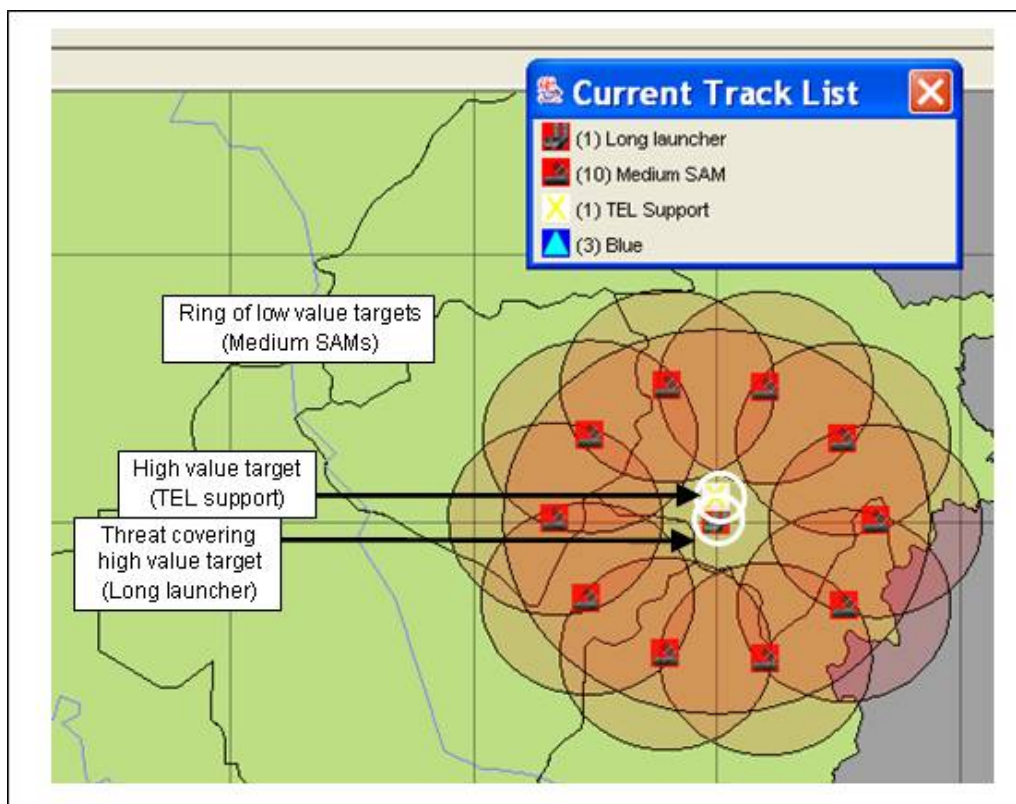 Current Track List
(1) Long launcher
(10) Medium SAM
(1) TEL Support
(3) Blue
Ring of low value targets
(Medium SAMs)
High value target
(TEL support)
Threat covering
high value target
(Long launcher)